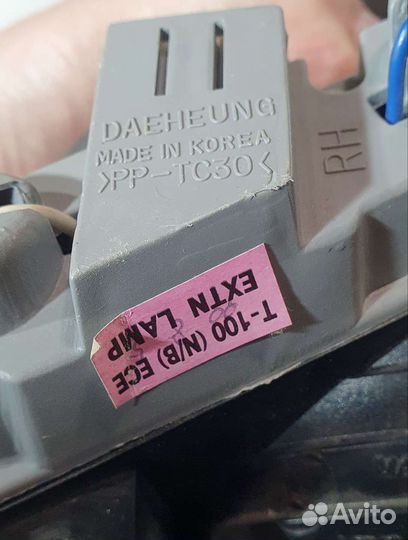 DAEHEUNG
MADE IN KOREA
>PP-TC30<
RH
T-100 (N/B) ECE
EXTN LAMP
Avito